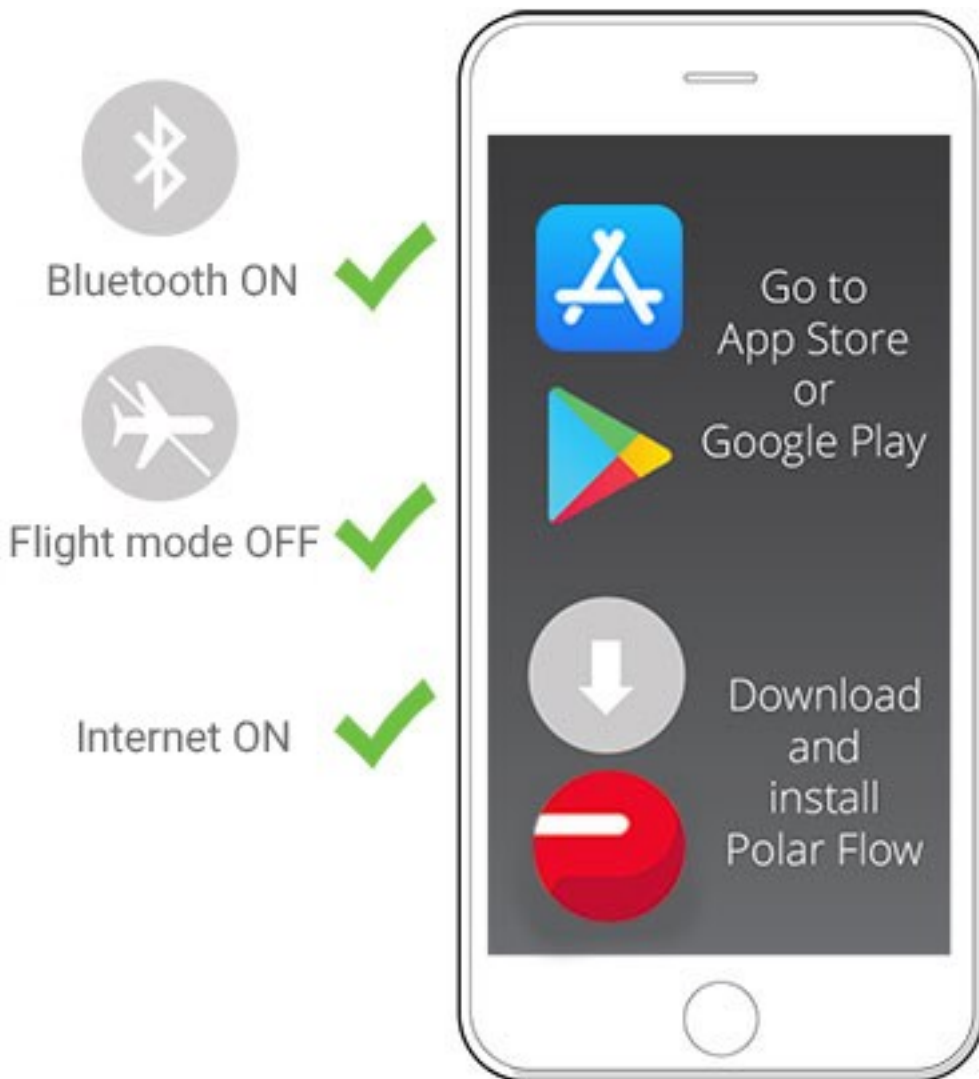 Bluetooth ON
Flight mode OFF
Internet ON
Go to
App Store
or
Google Play
Download
and
install
Polar Flow